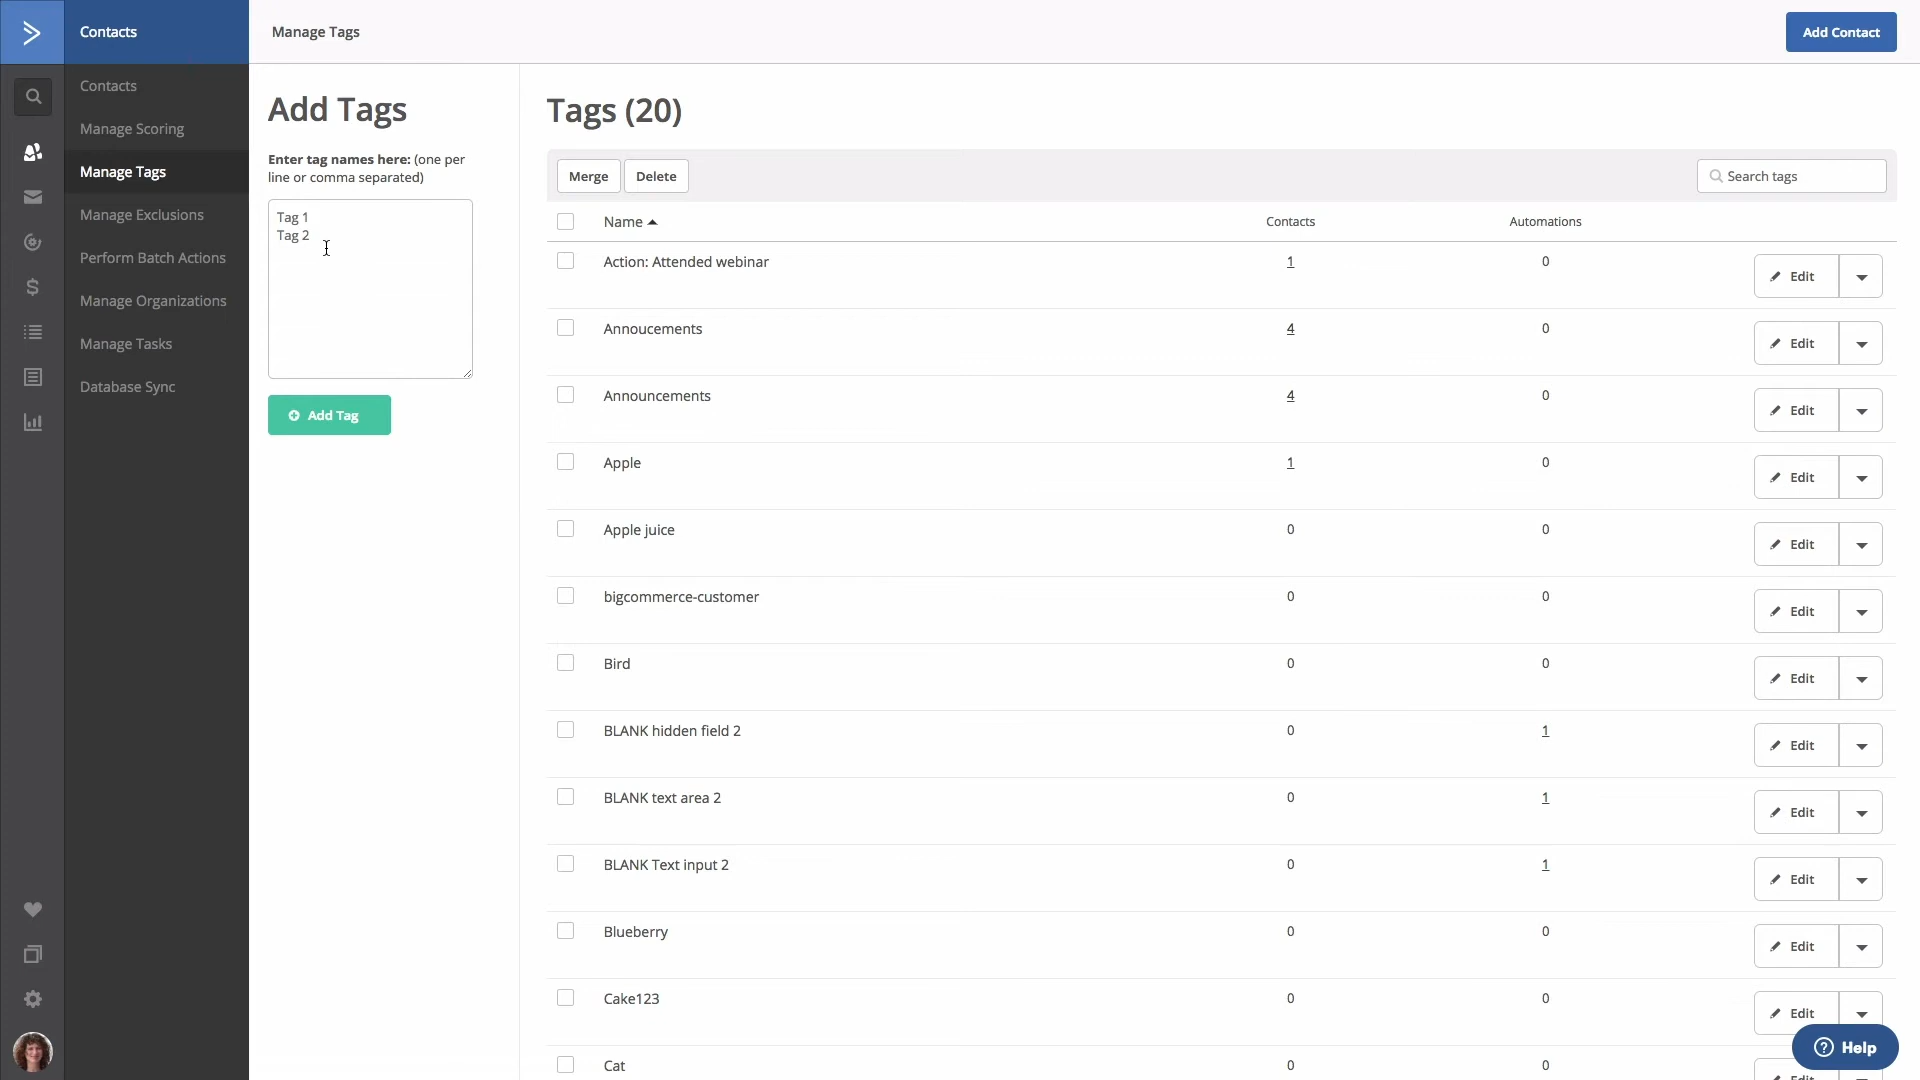 Contacts
Manage Tags
Add Contact
Contacts
Manage Scoring
Manage Tags
Manage Exclusions
Perform Batch Actions
Manage Organizations
Manage Tasks
Database Sync
Add Tags
Enter tag names here: (one per
line or comma separated)
Tag 1
Tag 2
Add Tag
Tags (20)
Merge Delete Search tags
Name Contacts Automations
Action: Attended webinar 1 0 Edit
Annoucements 4 0 Edit
Announcements 4 0 Edit
Apple 1 0 Edit
Apple juice 0 0 Edit
bigcommerce-customer 0 0 Edit
Bird 0 0 Edit
BLANK hidden field 2 0 1 Edit
BLANK text area 2 0 1 Edit
BLANK Text input 2 0 1 Edit
Blueberry 0 0 Edit
Cake123 0 0 Edit
Cat 0 0 Edit
Help